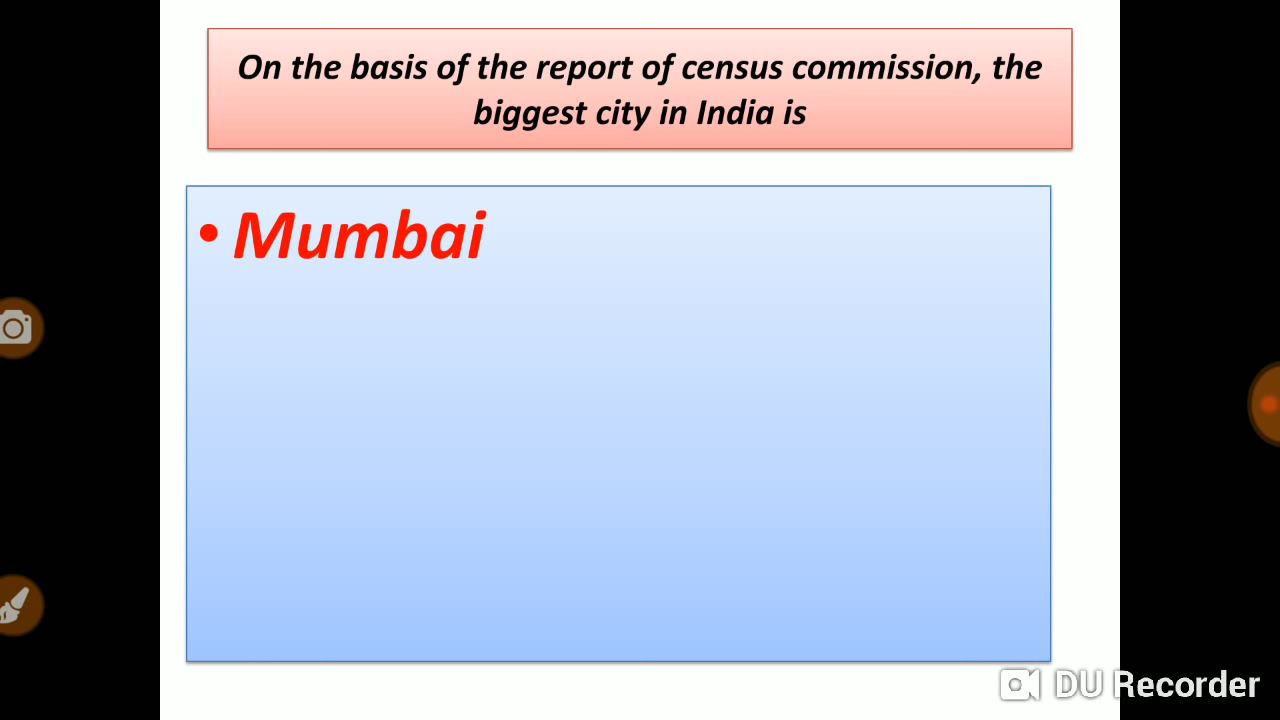 On the basis of the report of census commission, the
biggest city in India is
• Mumbai
DU Recorder